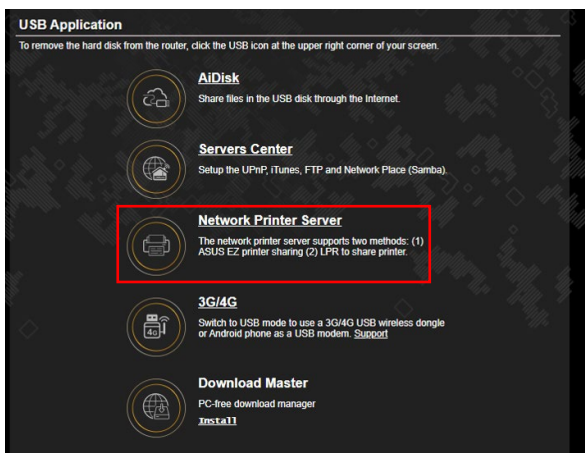 USB Application
To remove the hard disk from the router, click the USB icon at the upper right corner of your screen.
AiDisk
Share files in the USB disk through the Internet.
Servers Center
Setup the UPnP, iTunes, FTP and Network Place (Samba).
Network Printer Server
The network printer server supports two methods: (1)
ASUS EZ printer sharing (2) LPR to share printer.
3G/4G
4G
Switch to USB mode to use a 3G/4G USB wireless dongle
or Android phone as a USB modem. Support
Download Master
PC-free download manager
Install